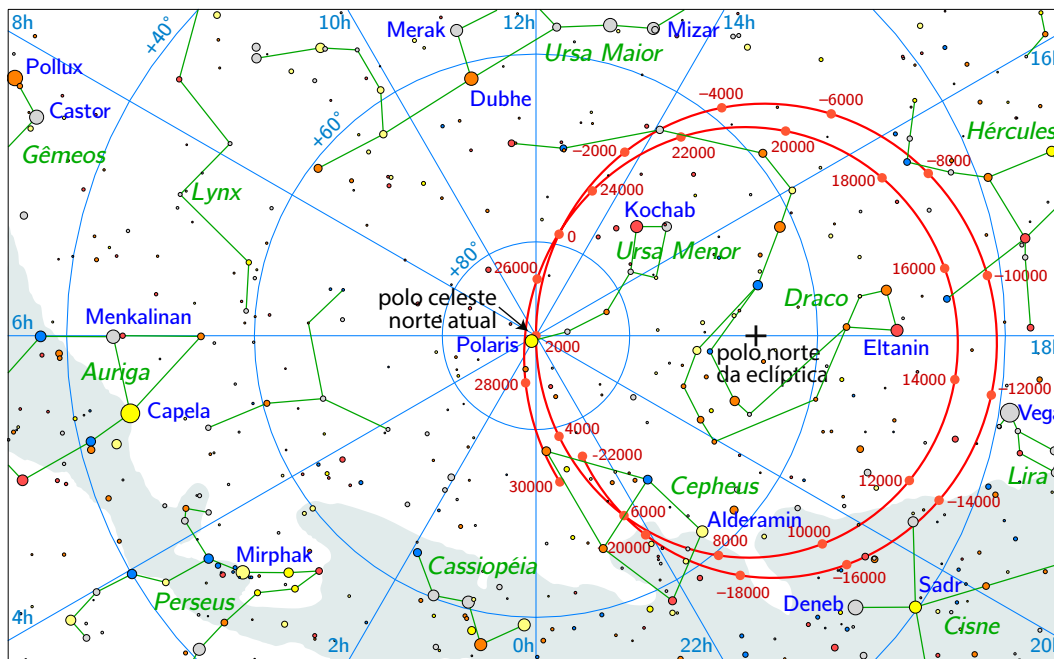 8h
10h
12h
14h
16h
+40°
Merak
Mizar
Ursa Maior
Pollux
Dubhe
−4000
−6000
Castor
+60°
Hércules
Gêmeos
−2000
22000
20000
−8000
Lynx
24000
18000
Kochab
0
Ursa Menor
+80°
26000
16000
−10000
polo celeste
norte atual
Draco
6h
Menkalinan
Polaris
2000
polo norte
da eclíptica
Eltanin
18h
Auriga
28000
14000
−12000
Capela
Vega
4000
-22000
30000
Cepheus
12000
Lira
−14000
6000
Alderamin
10000
−20000
8000
Mirphak
Cassiopéia
−16000
−18000
Sadr
Perseus
Deneb
Cisne
4h
2h
0h
22h
20h